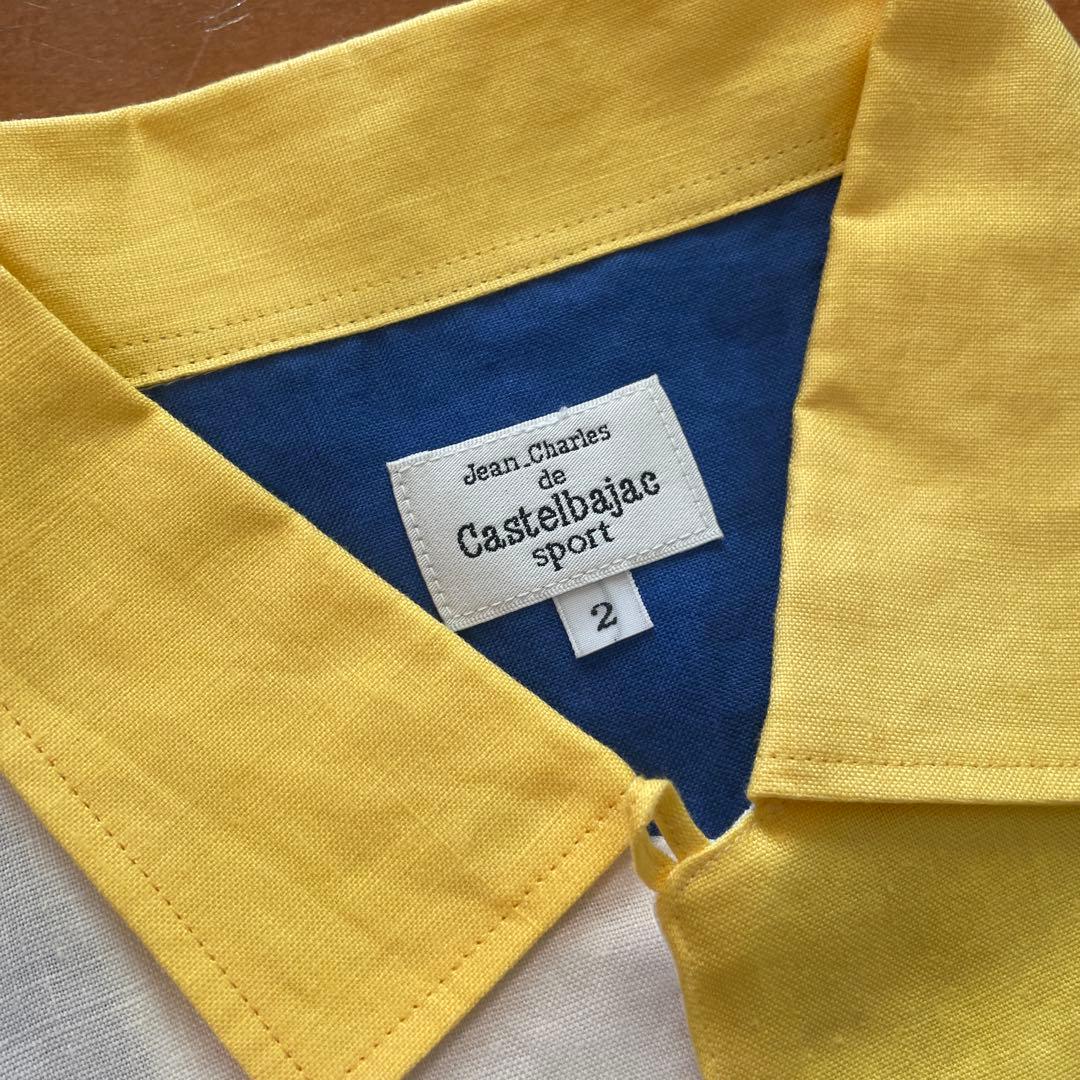 Jean_Charles
de
Castelbajac
sport
2